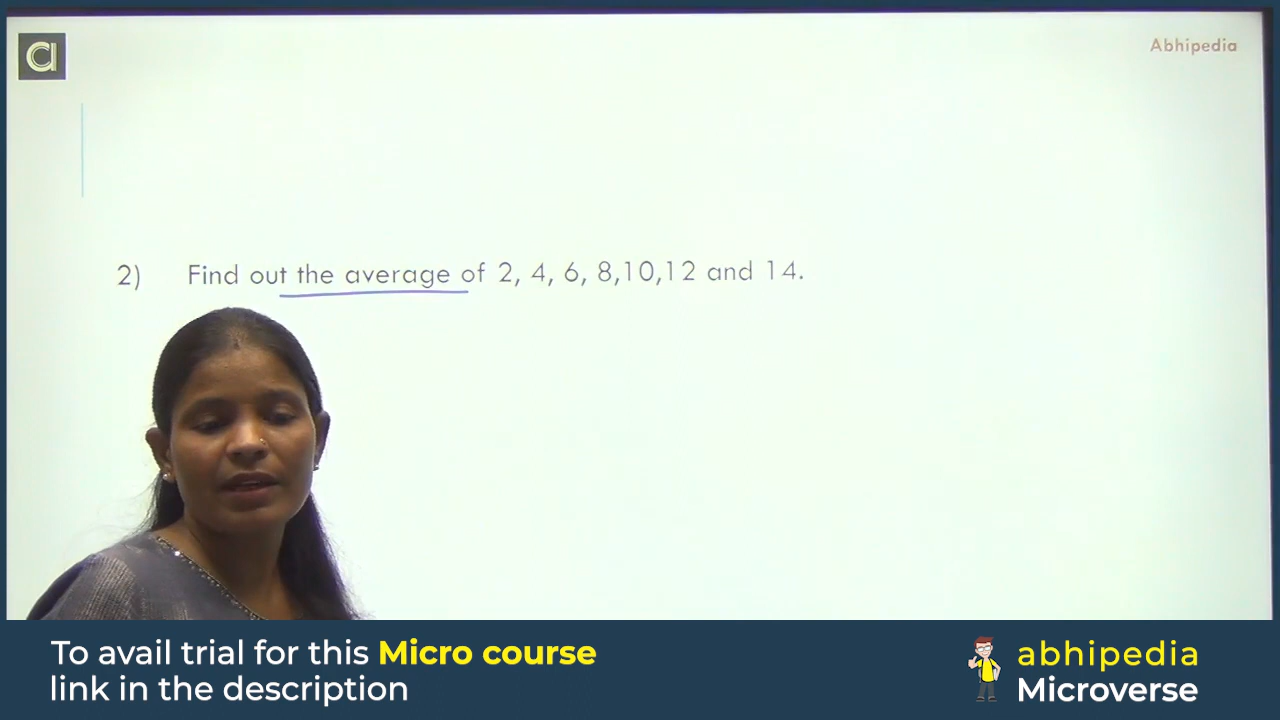 a
Abhipedia
2) Find out the average of 2, 4, 6, 8,10,12 and 14.
To avail trial for this Micro course
link in the description
abhipedia
Microverse